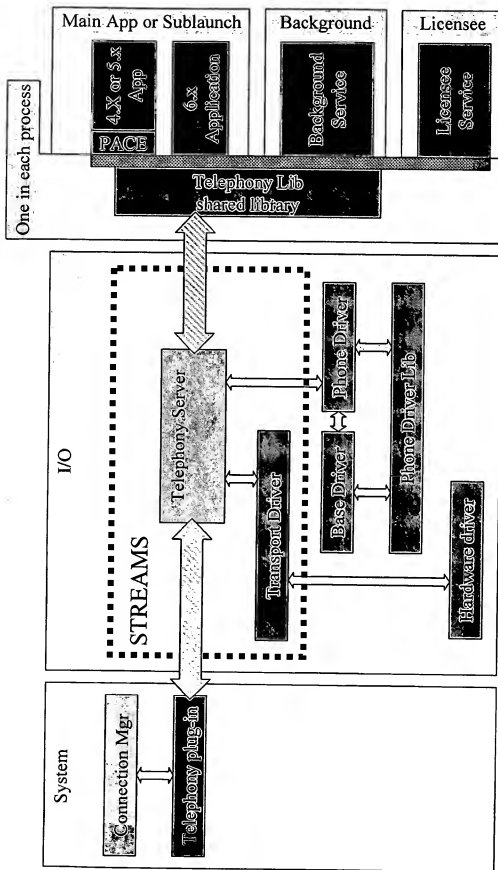 One in each process
Main App or Sublaunch
4.X or 5.x
App
PACE
6.x
Application
Background
Background
Service
Licensee
Licensee
Service
Telephony Lib
shared library
I/O
STREAMS
Telephony Server
Transport Driver
Phone Driver
Base Driver
Phone Driver Lib
Hardware driver
System
Connection Mgr
Telephony plug-in